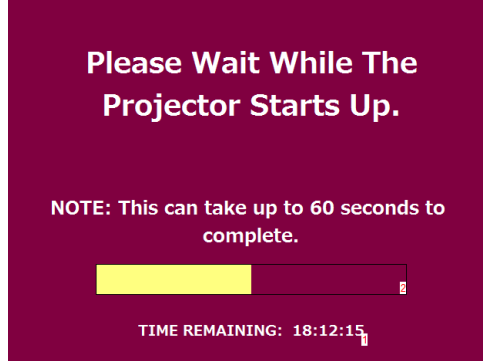 Please Wait While The
Projector Starts Up.
NOTE: This can take up to 60 seconds to
complete.
2
TIME REMAINING: 18:12:15
1